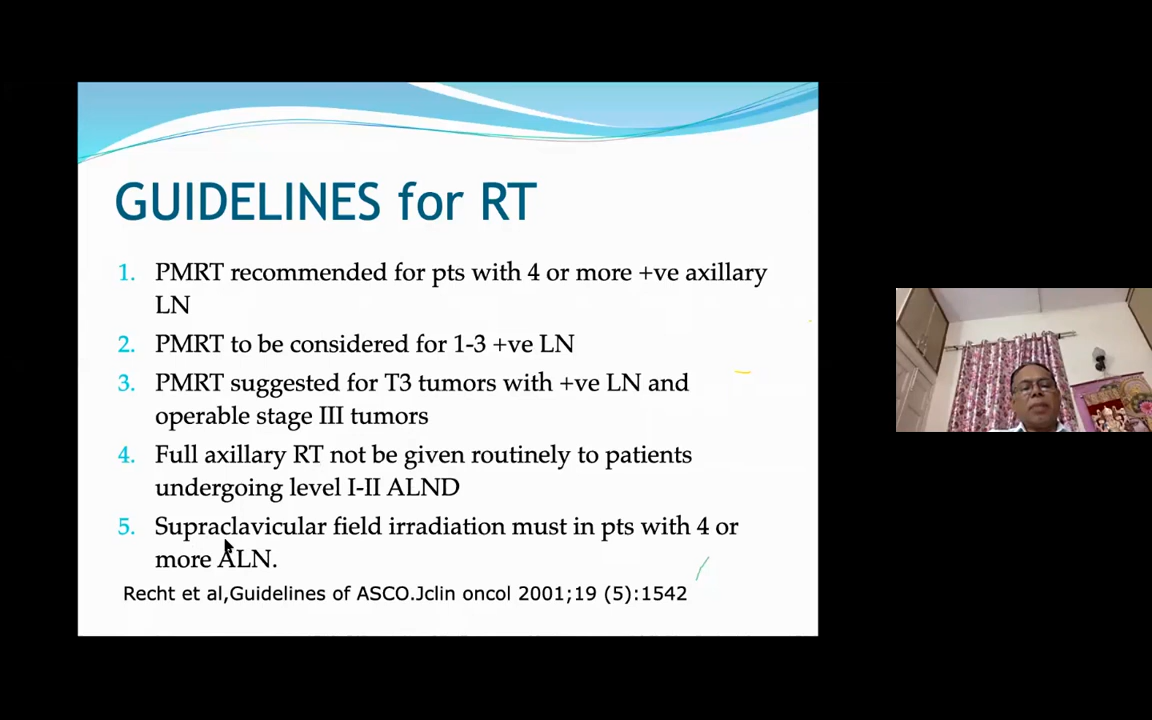 GUIDELINES for RT
1. PMRT recommended for pts with 4 or more +ve axillary
LN
2. PMRT to be considered for 1-3 +ve LN
3. PMRT suggested for T3 tumors with +ve LN and
operable stage III tumors
4. Full axillary RT not be given routinely to patients
undergoing level I-II ALND
5. Supraclavicular field irradiation must in pts with 4 or
more ALN.
Recht et al,Guidelines of ASCO.Jclin oncol 2001;19 (5):1542